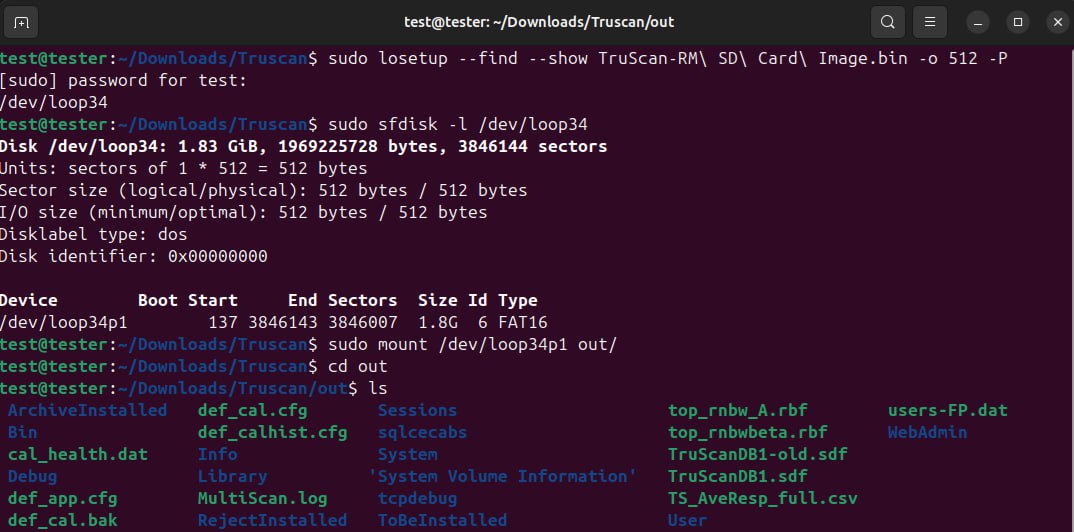 test@tester: ~/Downloads/Truscan/out
test@tester:~/Downloads/Truscan$ sudo losetup --find --show TruScan-RM\ SD\ Card\ Image.bin -o 512 -P
[sudo] password for test:
/dev/loop34
test@tester:~/Downloads/Truscan$ sudo sfdisk -l /dev/loop34
Disk /dev/loop34: 1.83 GiB, 1969225728 bytes, 3846144 sectors
Units: sectors of 1 * 512 = 512 bytes
Sector size (logical/physical): 512 bytes / 512 bytes
I/O size (minimum/optimal): 512 bytes / 512 bytes
Disklabel type: dos
Disk identifier: 0x00000000
Device        Boot Start     End Sectors  Size Id Type
/dev/loop34p1        137 3846143 3846007  1.8G  6 FAT16
test@tester:~/Downloads/Truscan$ sudo mount /dev/loop34p1 out/
test@tester:~/Downloads/Truscan$ cd out
test@tester:~/Downloads/Truscan/out$ ls
ArchiveInstalled   def_cal.cfg       Sessions                     top_rnbw_A.rbf        users-FP.dat
Bin                def_calhist.cfg   sqlcecabs                    top_rnbwbeta.rbf      WebAdmin
cal_health.dat     Info              System                       TruScanDB1-old.sdf
Debug              Library          'System Volume Information'   TruScanDB1.sdf
def_app.cfg        MultiScan.log     tcpdebug                     TS_AveResp_full.csv
def_cal.bak        RejectInstalled   ToBeInstalled                User